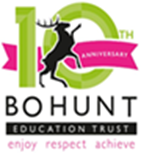 10TH
ANNIVERSARY
BOHUNT
EDUCATION TRUST
enjoy respect achieve